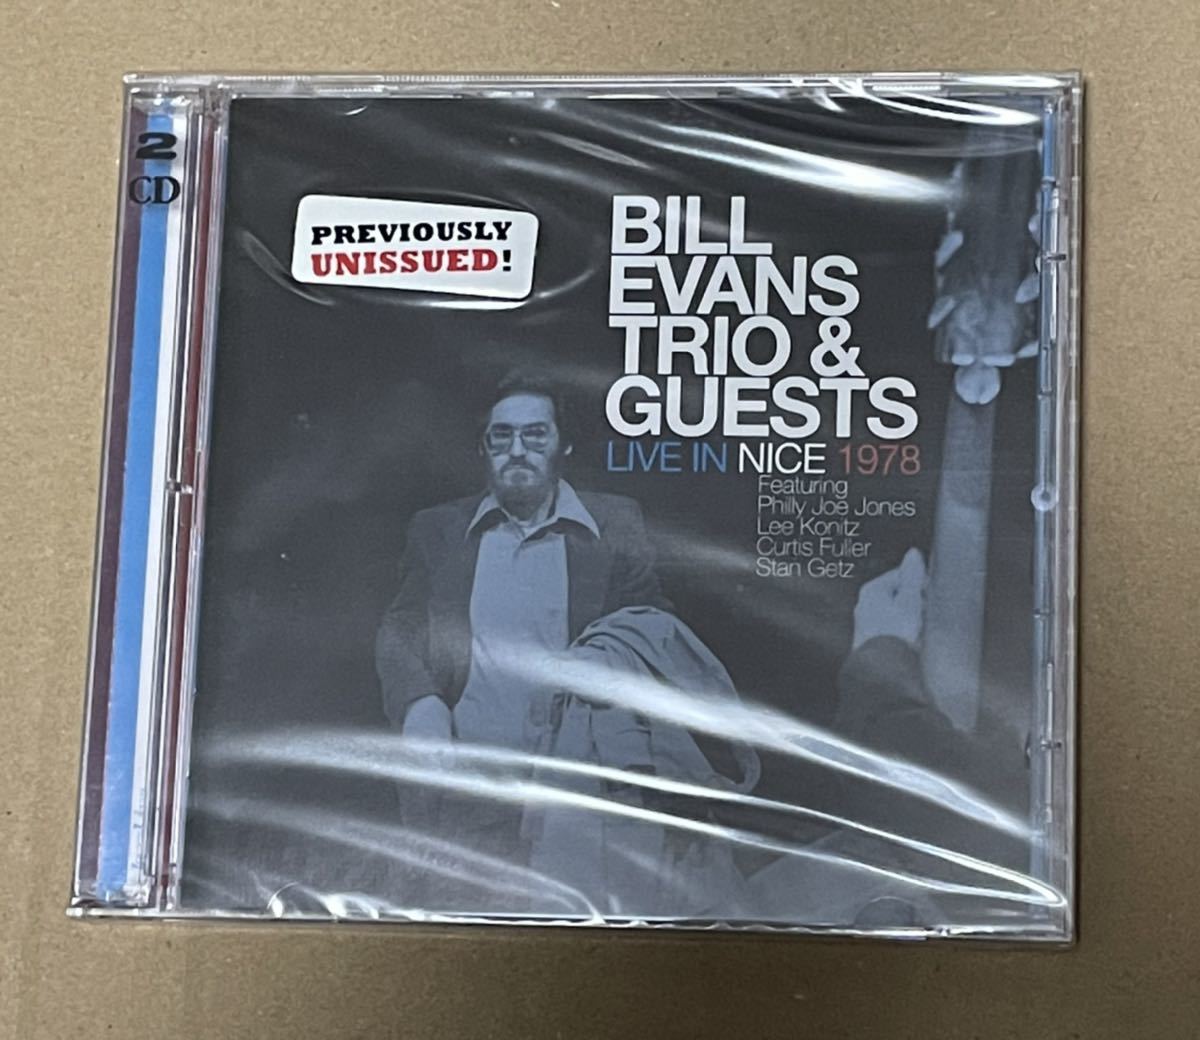 2
CD
PREVIOUSLY
UNISSUED!
BILL
EVANS
TRIO &
GUESTS
LIVE IN NICE 1978
Featuring
Philly Joe Jones
Lee Konitz
Curtis Fuller
Stan Getz